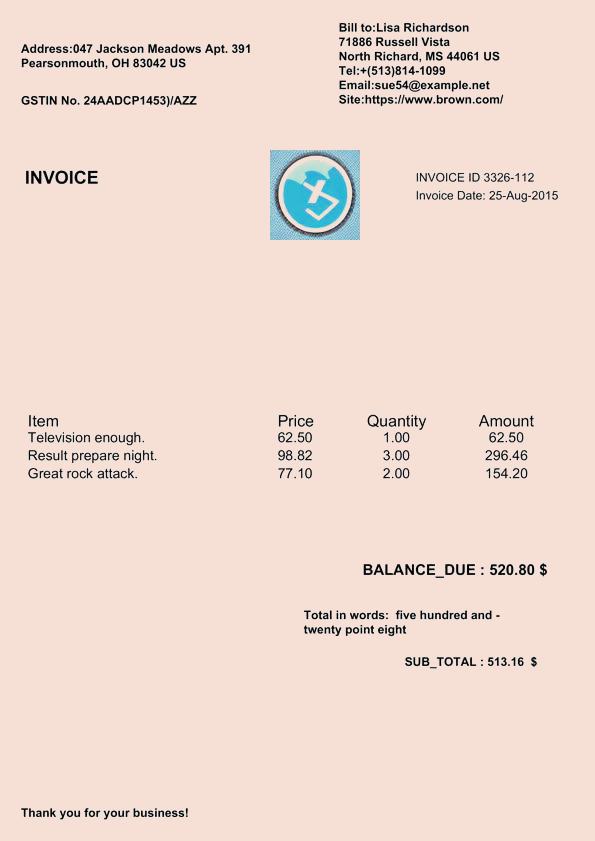 Address:047 Jackson Meadows Apt. 391
Pearsonmouth, OH 83042 US
GSTIN No. 24AADCP1453)/AZZ
Bill to:Lisa Richardson
71886 Russell Vista
North Richard, MS 44061 US
Tel:+(513)814-1099
Email:sue54@example.net
Site:https://www.brown.com/
INVOICE
INVOICE ID 3326-112
Invoice Date: 25-Aug-2015
Item Price Quantity Amount
Television enough. 62.50 1.00 62.50
Result prepare night. 98.82 3.00 296.46
Great rock attack. 77.10 2.00 154.20
BALANCE_DUE : 520.80 $
Total in words:  five hundred and -
twenty point eight
SUB_TOTAL : 513.16  $
Thank you for your business!